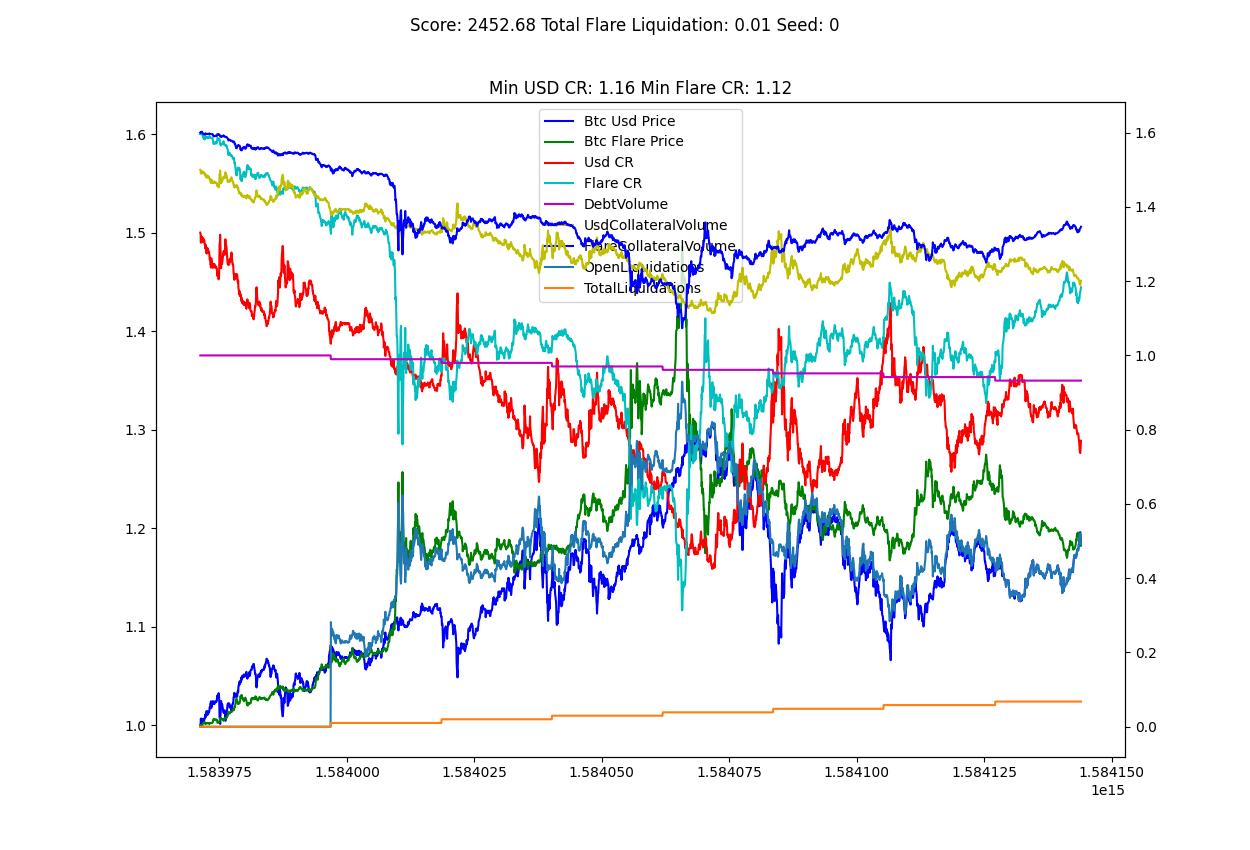 Score: 2452.68 Total Flare Liquidation: 0.01 Seed: 0
Min USD CR: 1.16 Min Flare CR: 1.12
Btc Usd Price
Btc Flare Price
Usd CR
Flare CR
DebtVolume
UsdCollateralVolume
FlareCollateralVolume
OpenLiquidations
TotalLiquidations
1.6
1.5
1.4
1.3
1.2
1.1
1.0
1.6
1.4
1.2
1.0
0.8
0.6
0.4
0.2
0.0
1.583975 1.584000 1.584025 1.584050 1.584075 1.584100 1.584125 1.584150
1e15